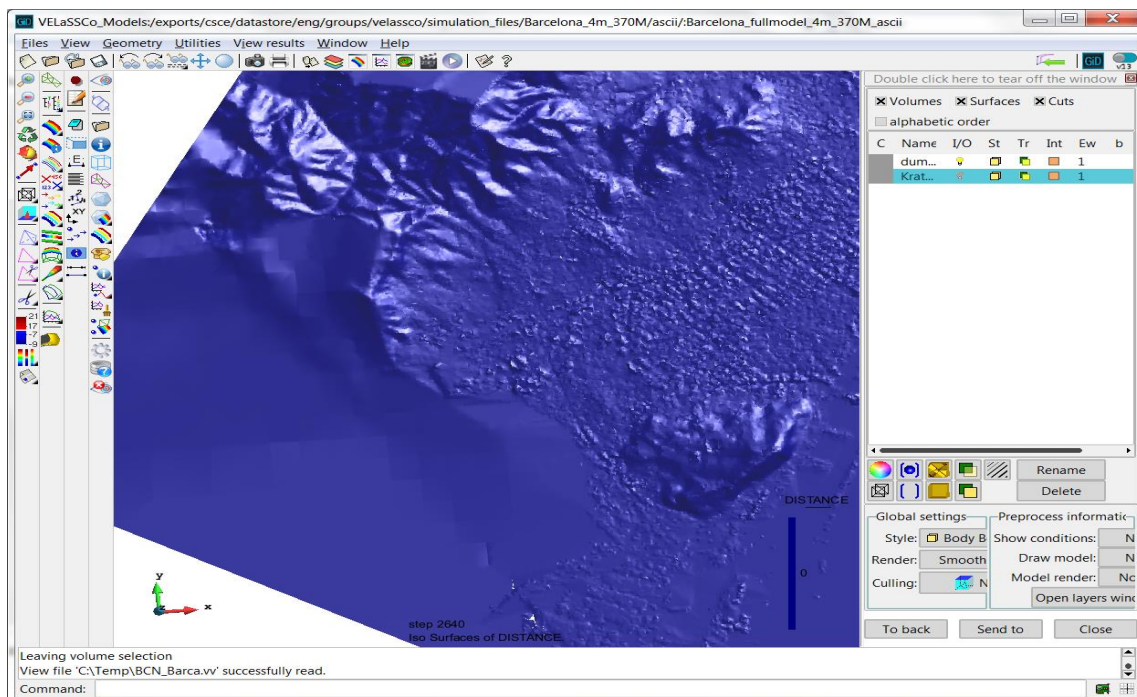 VELaSSCo_Models:/exports/csce/datastore/eng/groups/velassco/simulation_files/Barcelona_4m_370M/ascii/:Barcelona_fullmodel_4m_370M_ascii
Files View Geometry Utilities View results Window Help
GiD v13
Double click here to tear off the window
Volumes Surfaces Cuts
alphabetic order
C Name I/O St Tr Int Ew b
dum... 1
Krat... 1
Rename
Delete
Global settings
Preprocess informatic
Style: Body B
Show conditions: N
Render: Smooth
Draw model: N
Culling: N
Model render: No
Open layers wind
To back Send to Close
DISTANCE
0
y
x
step 2640
Iso Surfaces of DISTANCE
Leaving volume selection
View file 'C:\Temp\BCN_Barca.vv' successfully read.
Command: